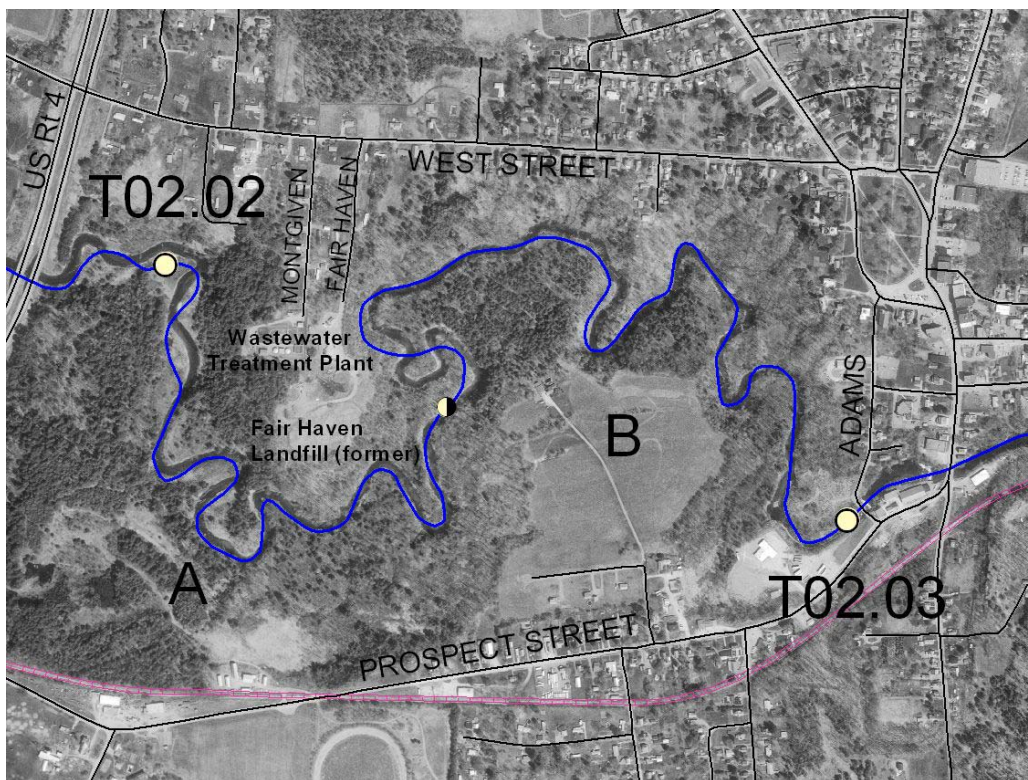 US Rt 4
WEST STREET
T02.02
MONTGIVEN
FAIR HAVEN
Wastewater
Treatment Plant
ADAMS
Fair Haven
Landfill (former)
B
A
T02.03
PROSPECT STREET